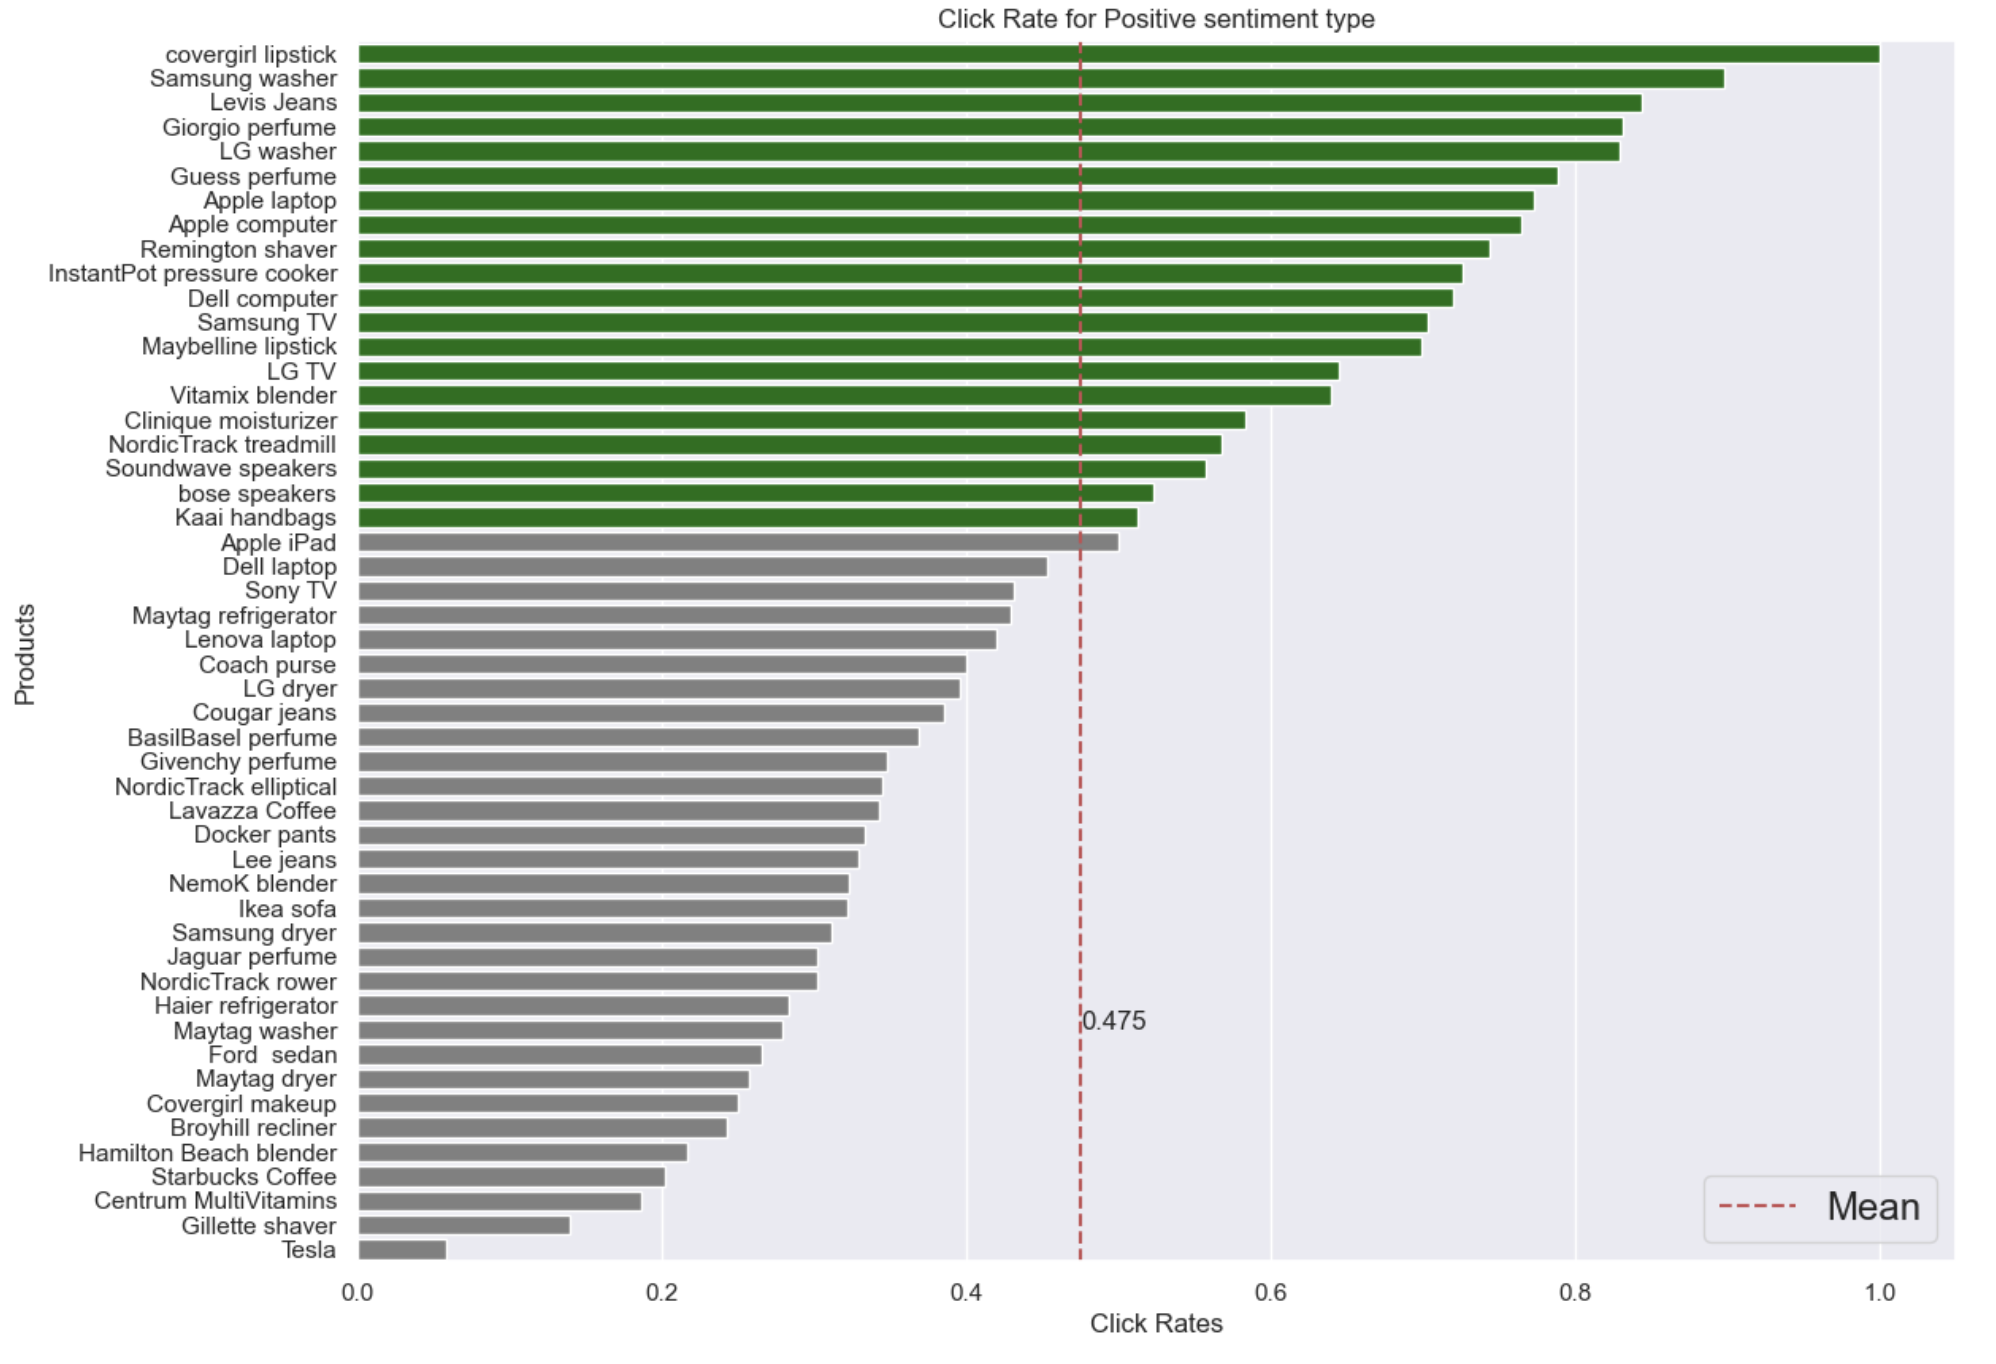 Click Rate for Positive sentiment type
covergirl lipstick
Samsung washer
Levis Jeans
Giorgio perfume
LG washer
Guess perfume
Apple laptop
Apple computer
Remington shaver
InstantPot pressure cooker
Dell computer
Samsung TV
Maybelline lipstick
LG TV
Vitamix blender
Clinique moisturizer
NordicTrack treadmill
Soundwave speakers
bose speakers
Kaai handbags
Apple iPad
Dell laptop
Sony TV
Maytag refrigerator
Lenova laptop
Coach purse
LG dryer
Cougar jeans
BasilBasel perfume
Givenchy perfume
NordicTrack elliptical
Lavazza Coffee
Docker pants
Lee jeans
NemoK blender
Ikea sofa
Samsung dryer
Jaguar perfume
NordicTrack rower
Haier refrigerator
Maytag washer
Ford  sedan
Maytag dryer
Covergirl makeup
Broyhill recliner
Hamilton Beach blender
Starbucks Coffee
Centrum MultiVitamins
Gillette shaver
Tesla
Products
0.475
Mean
0.0 0.2 0.4 0.6 0.8 1.0
Click Rates